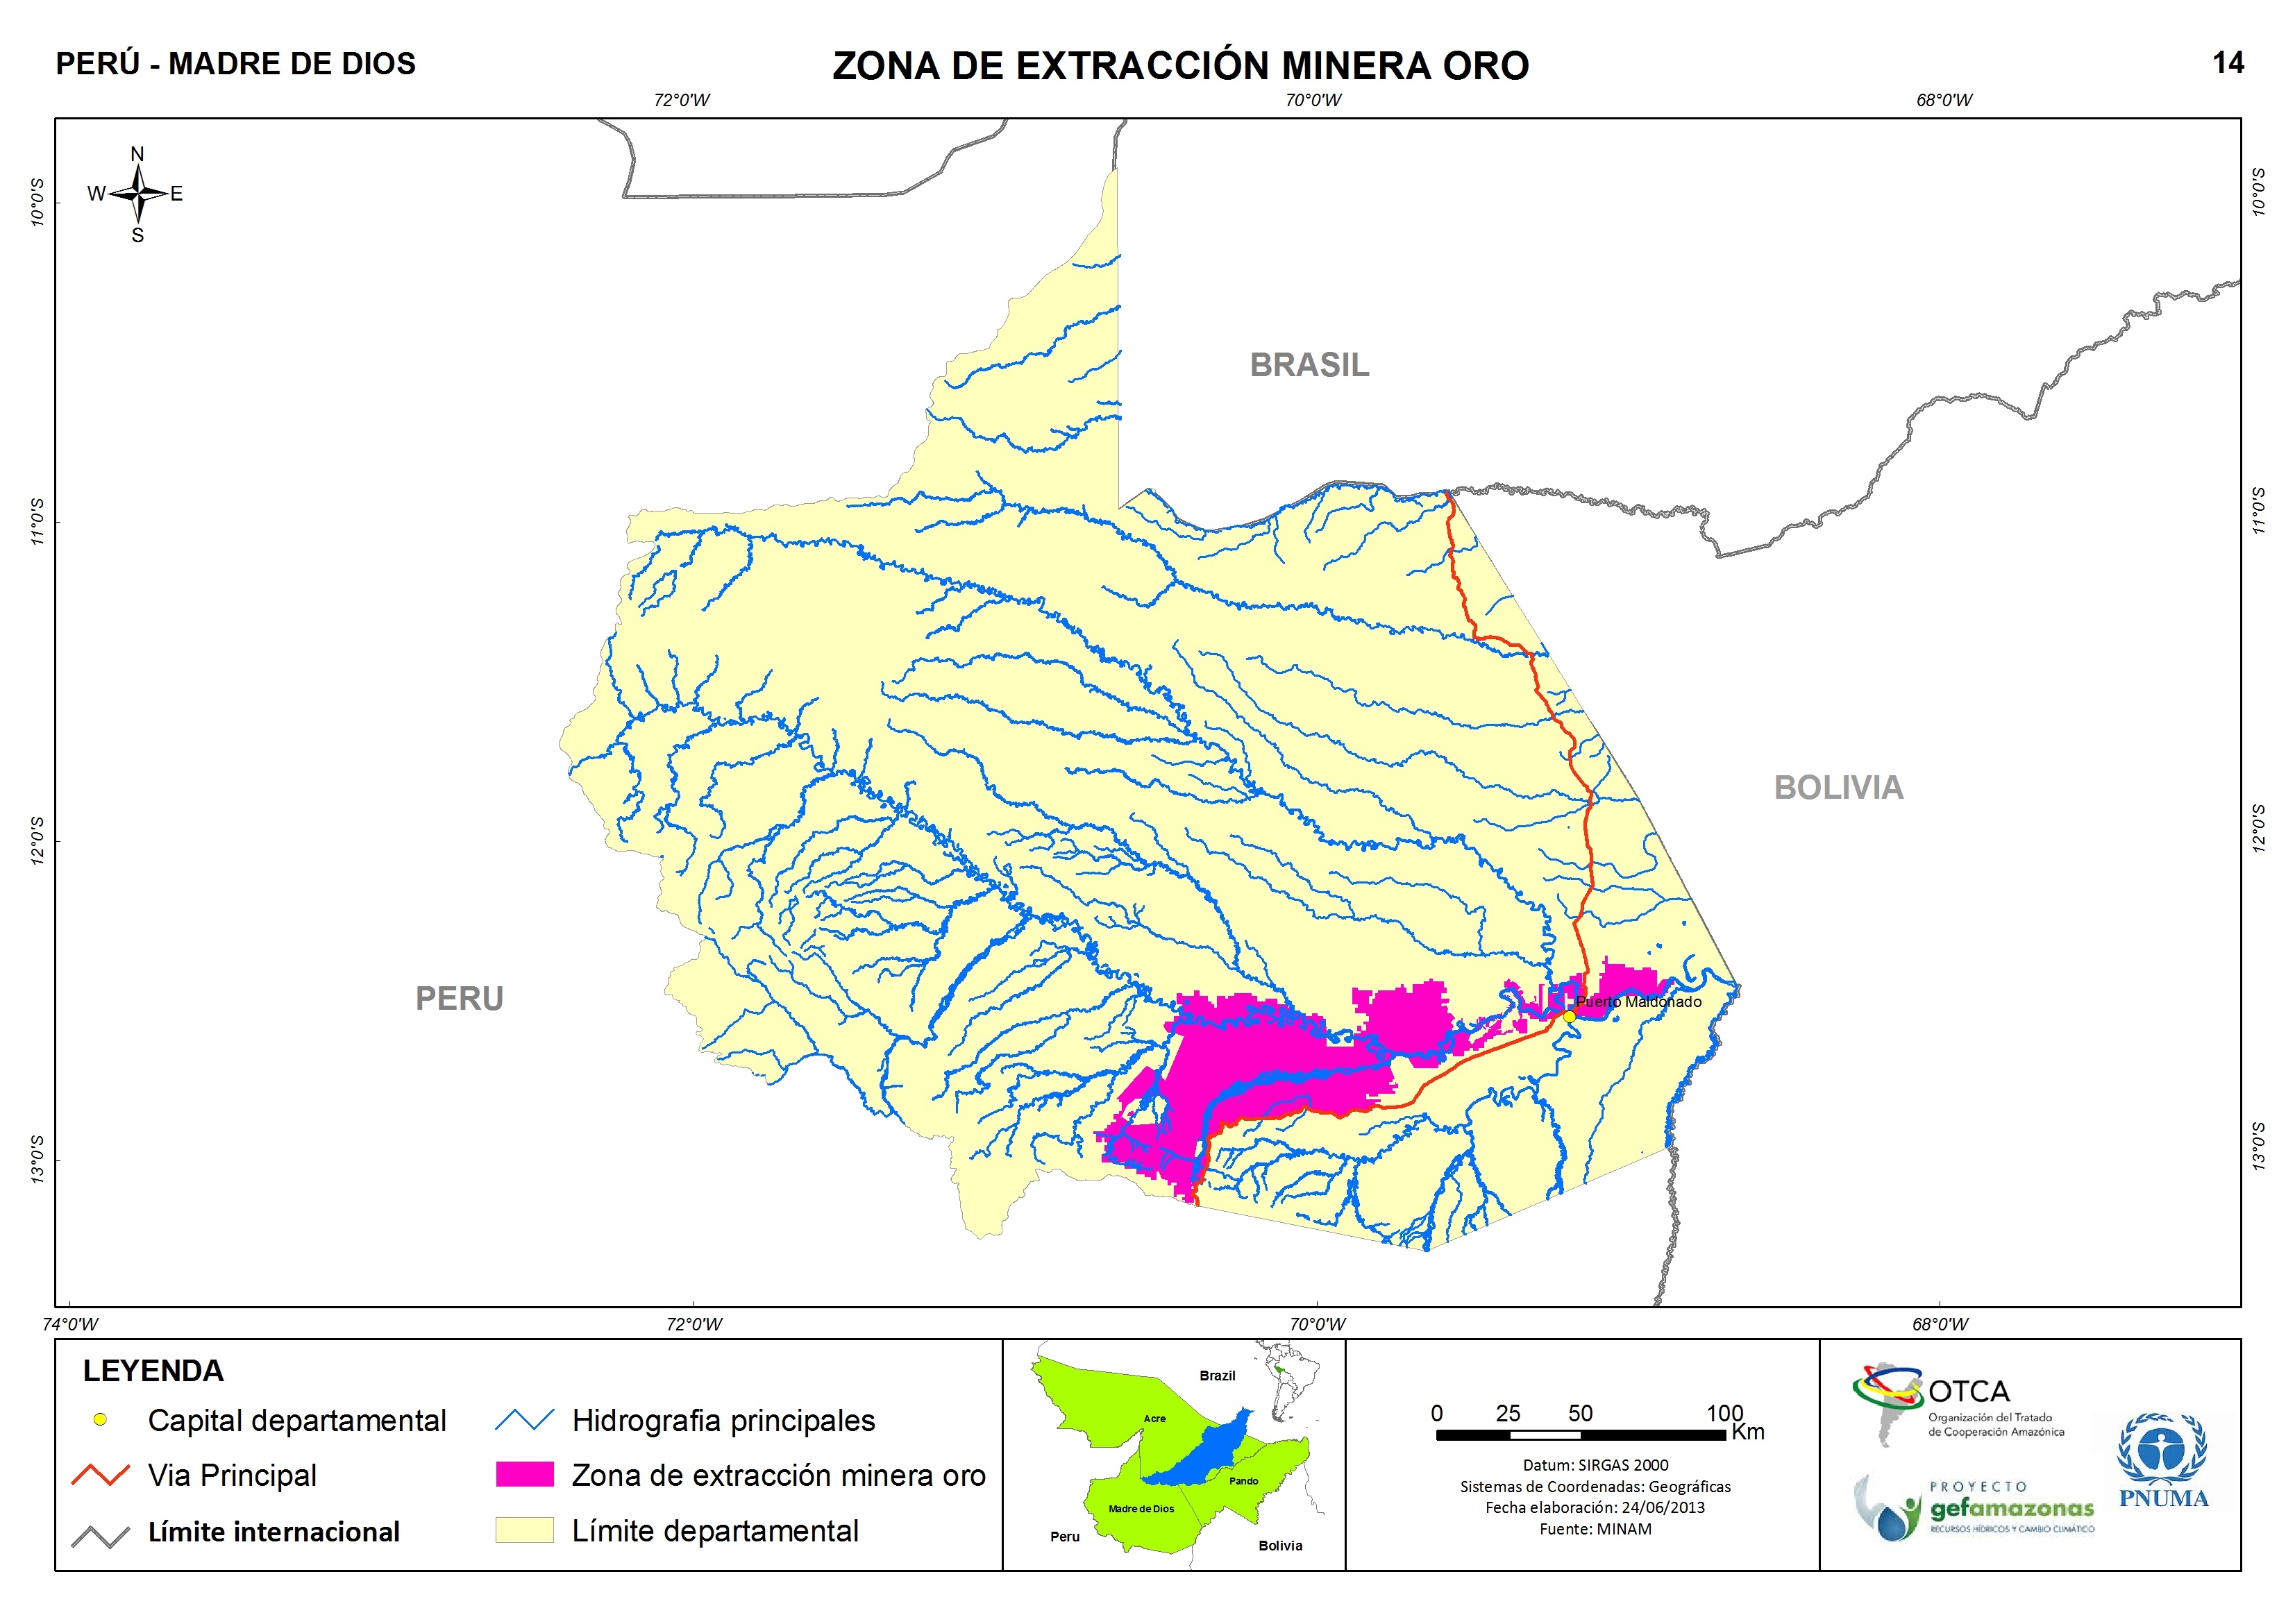 PERÚ - MADRE DE DIOS
ZONA DE EXTRACCIÓN MINERA ORO
14
72°0'W
70°0'W
68°0'W
N
W
E
S
10°0'S
10°0'S
BRASIL
11°0'S
11°0'S
BOLIVIA
12°0'S
12°0'S
PERU
Puerto Maldonado
13°0'S
13°0'S
74°0'W
72°0'W
70°0'W
68°0'W
LEYENDA
Capital departamental
Via Principal
Límite internacional
Hidrografia principales
Zona de extracción minera oro
Límite departamental
Brazil
Acre
Pando
Madre de Dios
Peru
Bolivia
0 25 50 100
Km
Datum: SIRGAS 2000
Sistemas de Coordenadas: Geográficas
Fecha elaboración: 24/06/2013
Fuente: MINAM
OTCA
Organización del Tratado
de Cooperación Amazónica
PROYECTO
gefamazonas
RECURSOS HÍDRICOS Y CAMBIO CLIMÁTICO
PNUMA